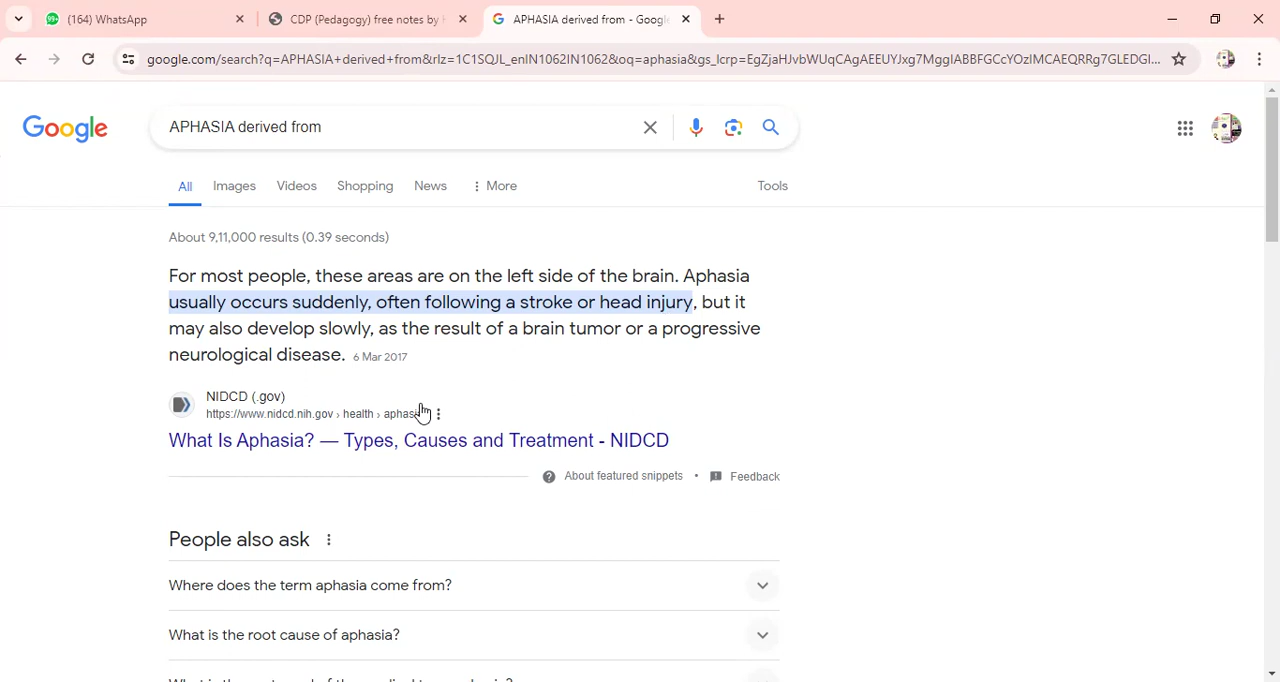 (164) WhatsApp
CDP (Pedagogy) free notes by
APHASIA derived from - Googl
google.com/search?q=APHASIA+derived+from&rlz=1C1SQJL_enIN1062IN1062&oq=aphasia&gs_lcrp=EgZjaHJvbWUqCAgAEEUYJxg7MggIABBFGCcYOzIMCAEQRRg7GLEDGI...
Google
APHASIA derived from
All Images Videos Shopping News More Tools
About 9,11,000 results (0.39 seconds)
For most people, these areas are on the left side of the brain. Aphasia
usually occurs suddenly, often following a stroke or head injury, but it
may also develop slowly, as the result of a brain tumor or a progressive
neurological disease. 6 Mar 2017
NIDCD (.gov)
https://www.nidcd.nih.gov › health › aphas
What Is Aphasia? — Types, Causes and Treatment - NIDCD
About featured snippets • Feedback
People also ask
Where does the term aphasia come from?
What is the root cause of aphasia?